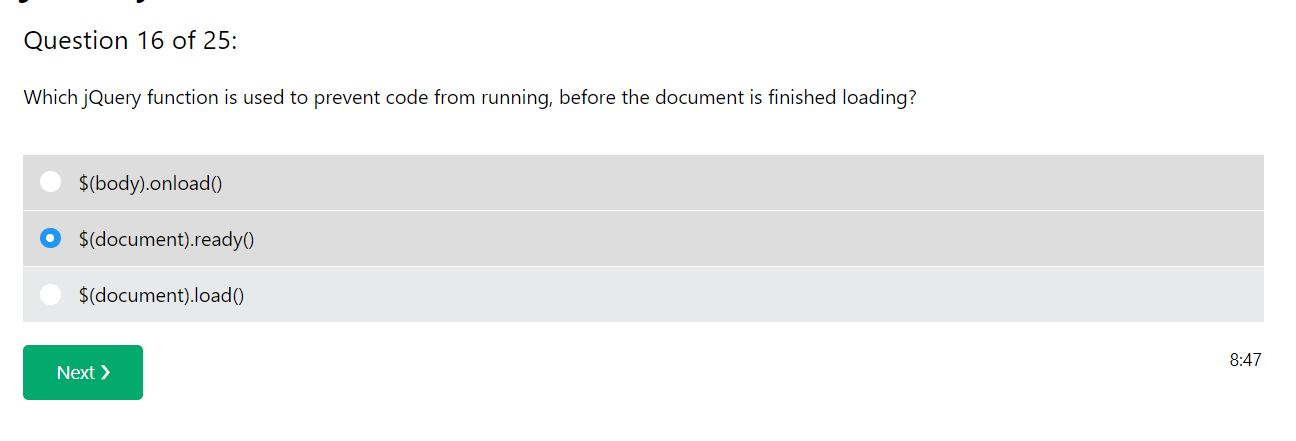 Question 16 of 25:
Which jQuery function is used to prevent code from running, before the document is finished loading?
$(body).onload()
$(document).ready()
$(document).load()
Next ❯
8:47